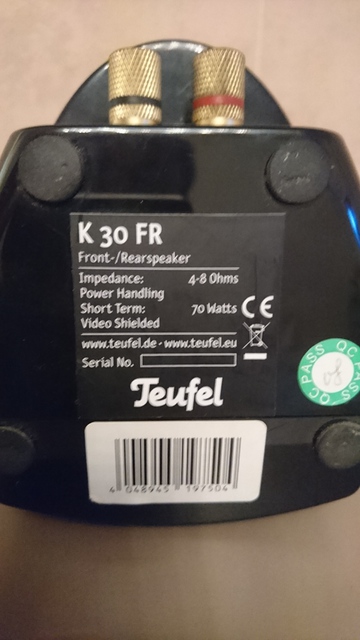 K 30 FR
Front-/Rearspeaker
Impedance: 4-8 Ohms
Power Handling
Short Term: 70 Watts
Video Shielded
CE
www.teufel.de - www.teufel.eu
Serial No.
Teufel
QC PASS QC PASS
4 048945 197504